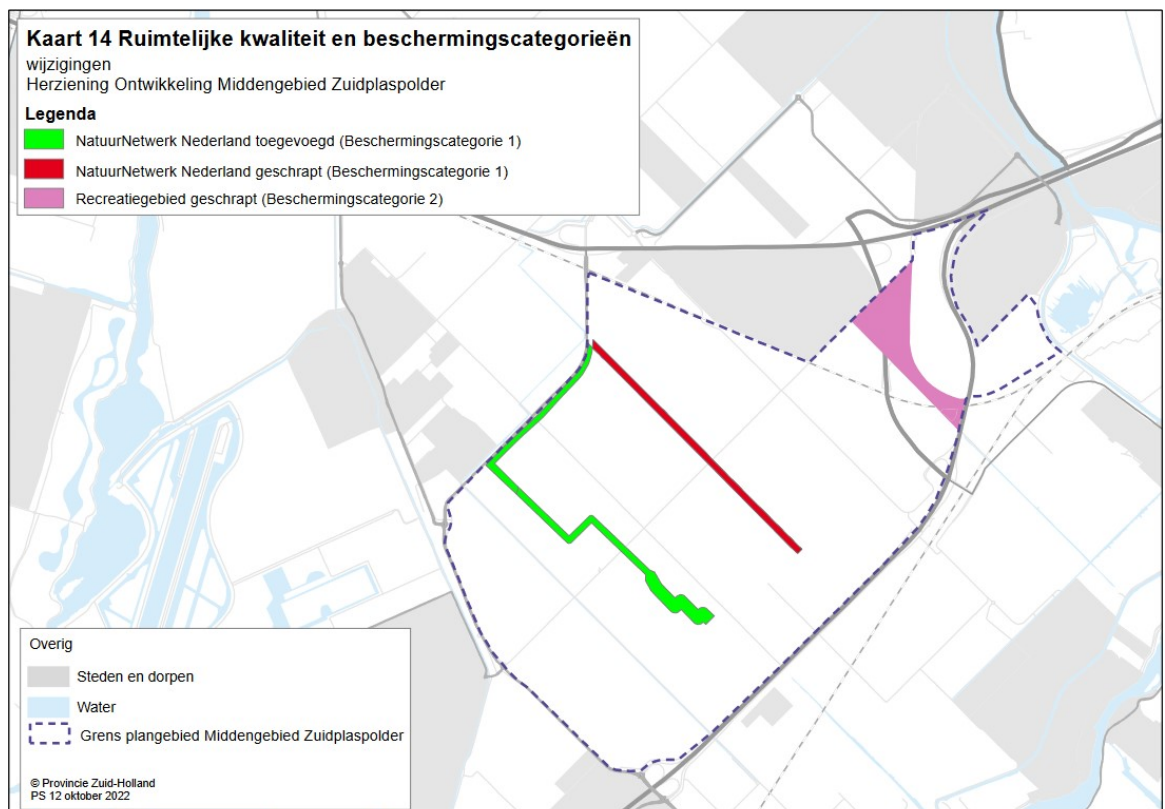 Kaart 14 Ruimtelijke kwaliteit en beschermingscategorieën
wijzigingen
Herziening Ontwikkeling Middengebied Zuidplaspolder
Legenda
NatuurNetwerk Nederland toegevoegd (Beschermingscategorie 1)
NatuurNetwerk Nederland geschrapt (Beschermingscategorie 1)
Recreatiegebied geschrapt (Beschermingscategorie 2)
Overig
Steden en dorpen
Water
Grens plangebied Middengebied Zuidplaspolder
© Provincie Zuid-Holland
PS 12 oktober 2022